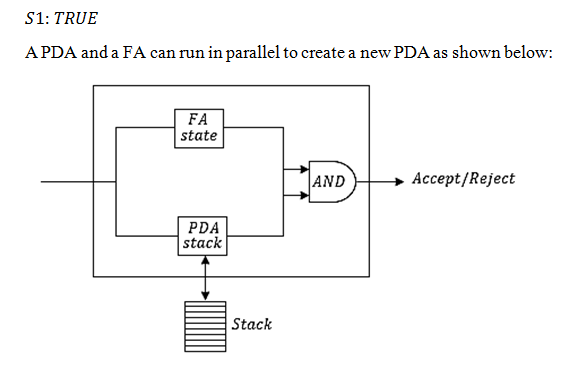 S1: TRUE
A PDA and a FA can run in parallel to create a new PDA as shown below:
FA
state
AND
Accept/Reject
PDA
stack
Stack